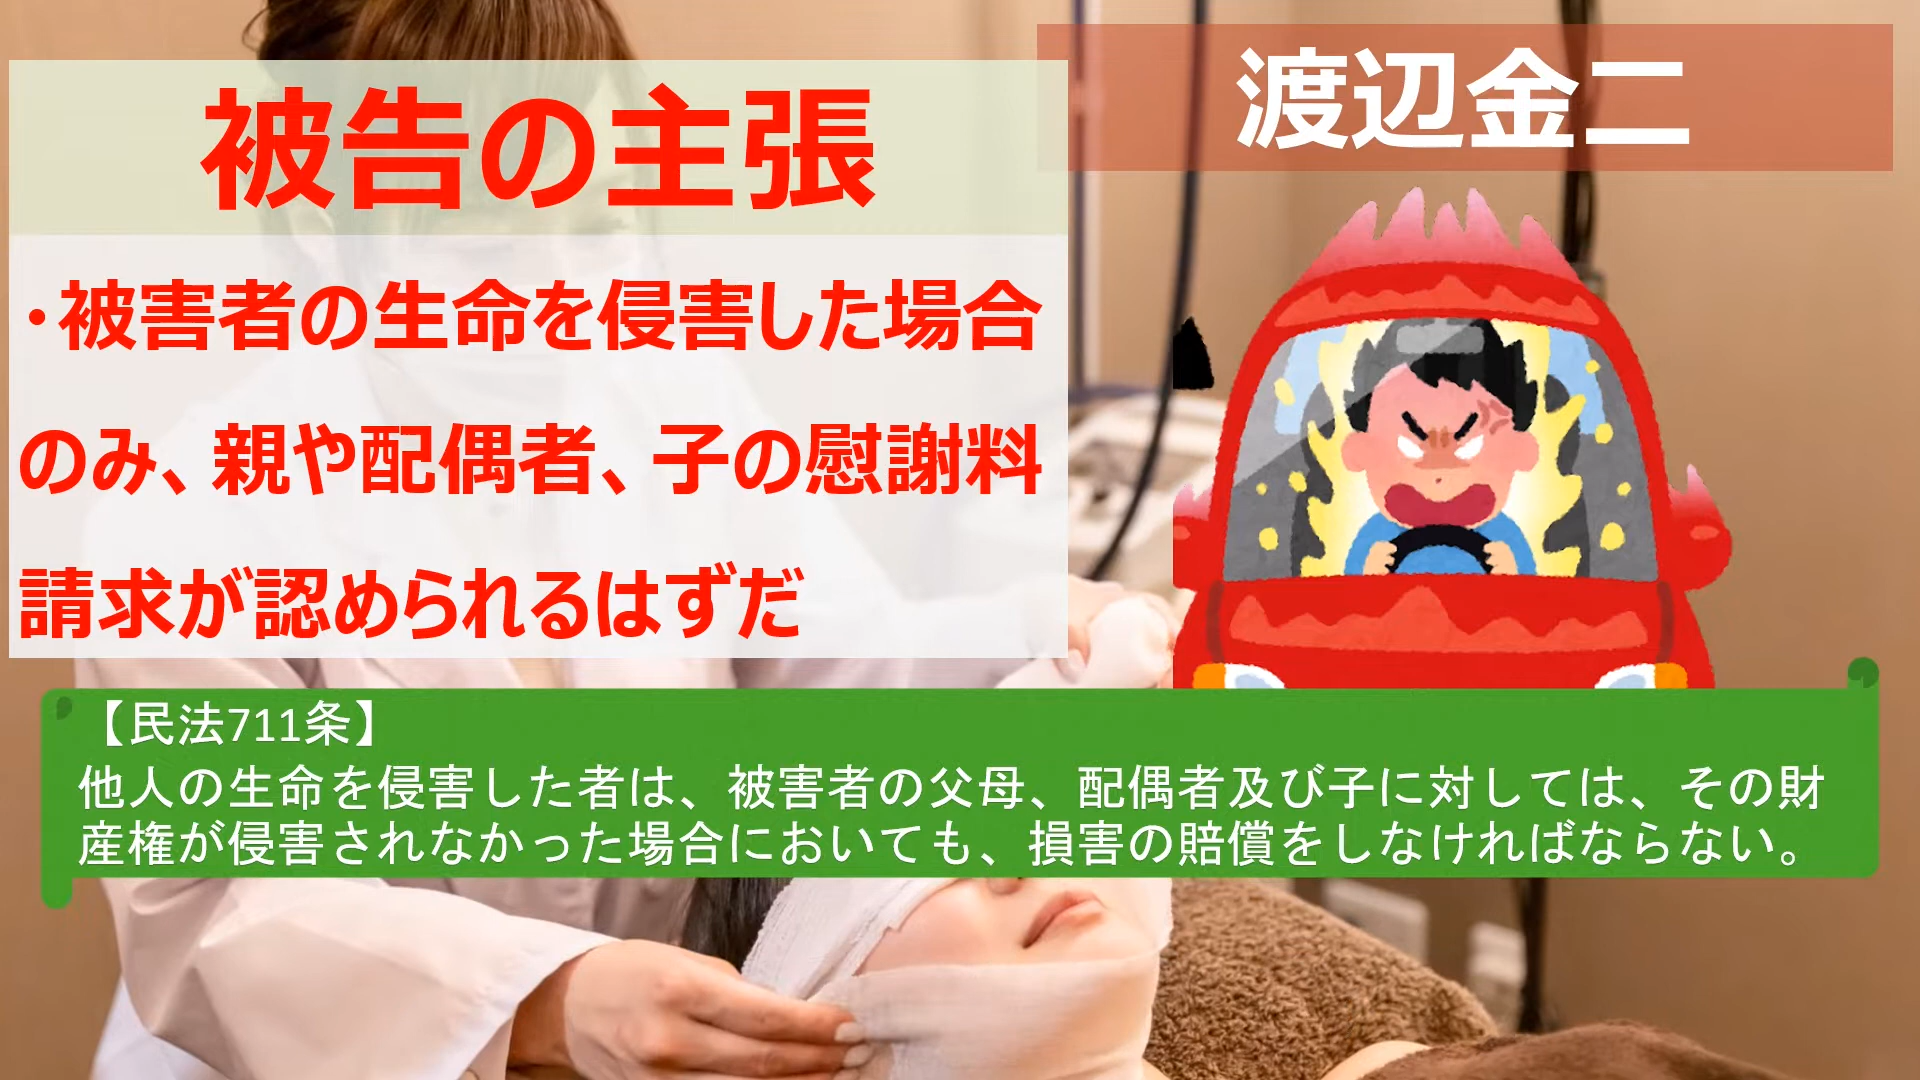 被告の主張
渡辺金二
・被害者の生命を侵害した場合
のみ、親や配偶者、子の慰謝料
請求が認められるはずだ
【民法711条】
他人の生命を侵害した者は、被害者の父母、配偶者及び子に対しては、その財
産権が侵害されなかった場合においても、損害の賠償をしなければならない。